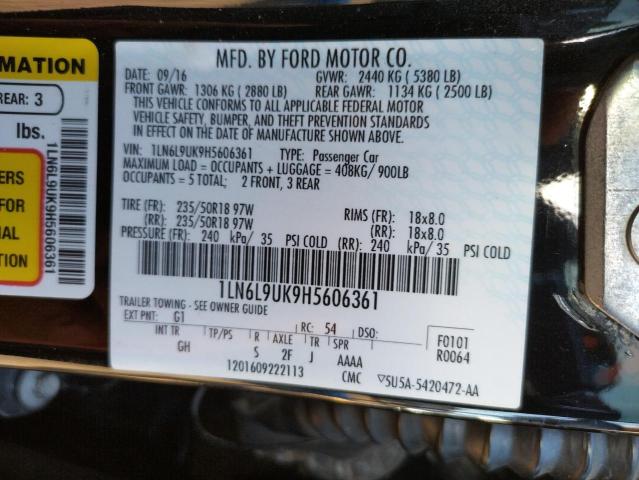 MATION
REAR: 3
lbs.
1LN6L9UK9H5606361
ERS
FOR
NAL
TION
MFD. BY FORD MOTOR CO.
DATE: 09/16 GVWR: 2440 KG ( 5380 LB)
FRONT GAWR: 1306 KG ( 2880 LB) REAR GAWR: 1134 KG ( 2500 LB)
THIS VEHICLE CONFORMS TO ALL APPLICABLE FEDERAL MOTOR
VEHICLE SAFETY, BUMPER, AND THEFT PREVENTION STANDARDS
IN EFFECT ON THE DATE OF MANUFACTURE SHOWN ABOVE.
VIN: 1LN6L9UK9H5606361 TYPE: Passenger Car
MAXIMUM LOAD = OCCUPANTS + LUGGAGE = 408KG/ 900LB
OCCUPANTS = 5 TOTAL; 2 FRONT, 3 REAR
TIRE (FR): 235/50R18 97W RIMS (FR): 18x8.0
(RR): 235/50R18 97W (RR): 18x8.0
PRESSURE (FR): 240 kPa/ 35 PSI COLD (RR): 240 kPa/ 35 PSI COLD
1LN6L9UK9H5606361
TRAILER TOWING - SEE OWNER GUIDE
EXT PNT: G1 RC: 54 DSO: F0101
INT TR TP/PS R AXLE TR SPR R0064
GH S 2F J AAAA
1201609222113 CMC 5U5A-5420472-AA